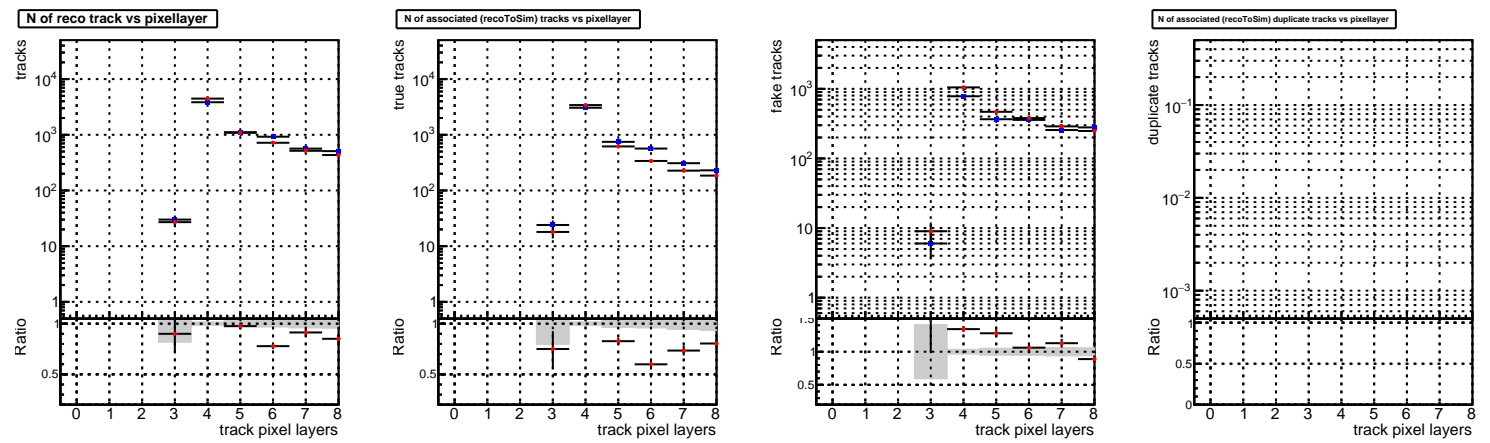 N of reco track vs pixellayer
tracks
10^4
10^3
10^2
10
1
Ratio
1
0.5
0 1 2 3 4 5 6 7 8
track pixel layers
N of associated (recoToSim) tracks vs pixellayer
true tracks
10^4
10^3
10^2
10
1
Ratio
1
0.5
0 1 2 3 4 5 6 7 8
track pixel layers
fake tracks
10^3
10^2
10
1
Ratio
1.5
1
0.5
0 1 2 3 4 5 6 7 8
track pixel layers
N of associated (recoToSim) duplicate tracks vs pixellayer
duplicate tracks
10^−1
10^−2
10^−3
Ratio
1
0.5
0
0 1 2 3 4 5 6 7 8
track pixel layers